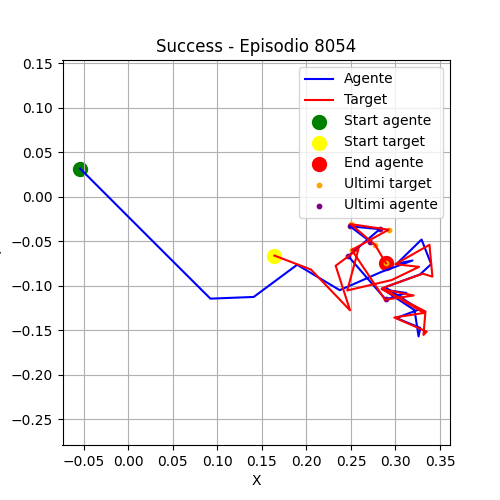 Success - Episodio 8054
Agente
Target
Start agente
Start target
End agente
Ultimi target
Ultimi agente
0.15
0.10
0.05
0.00
−0.05
−0.10
−0.15
−0.20
−0.25
−0.05 0.00 0.05 0.10 0.15 0.20 0.25 0.30 0.35
X